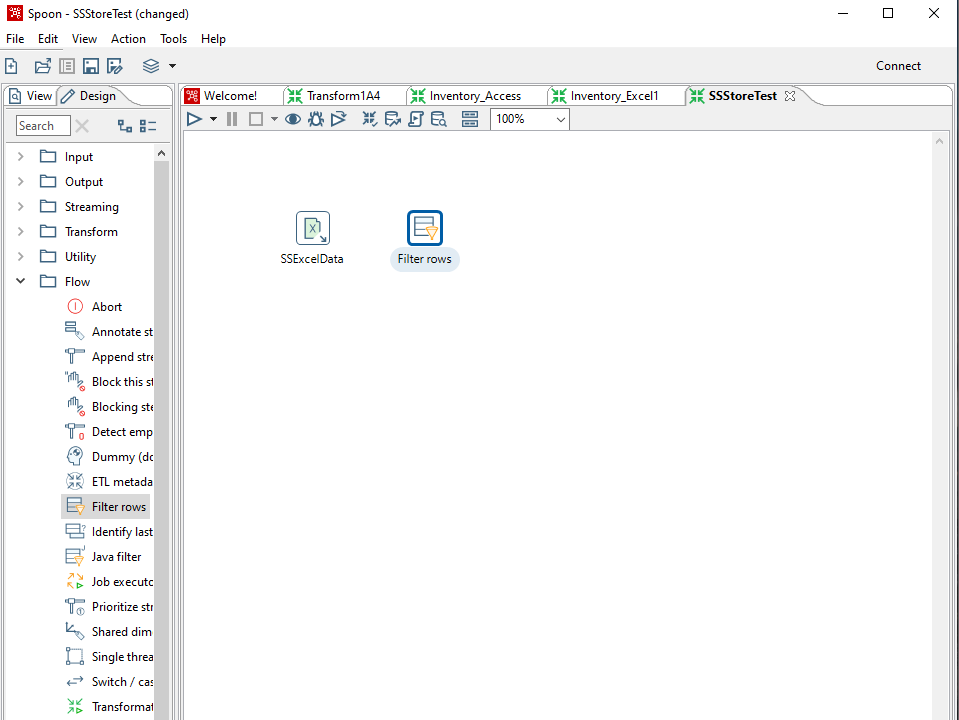 Spoon - SSStoreTest (changed)
File Edit View Action Tools Help
Connect
View Design
Welcome! Transform1A4 Inventory_Access Inventory_Excel1 SSStoreTest
Search
100%
Input
Output
Streaming
Transform
Utility
Flow
Abort
Annotate st
Append stre
Block this st
Blocking ste
Detect emp
Dummy (do
ETL metada
Filter rows
Identify last
Java filter
Job executo
Prioritize str
Shared dim
Single threa
Switch / cas
Transformat
SSExcelData
Filter rows